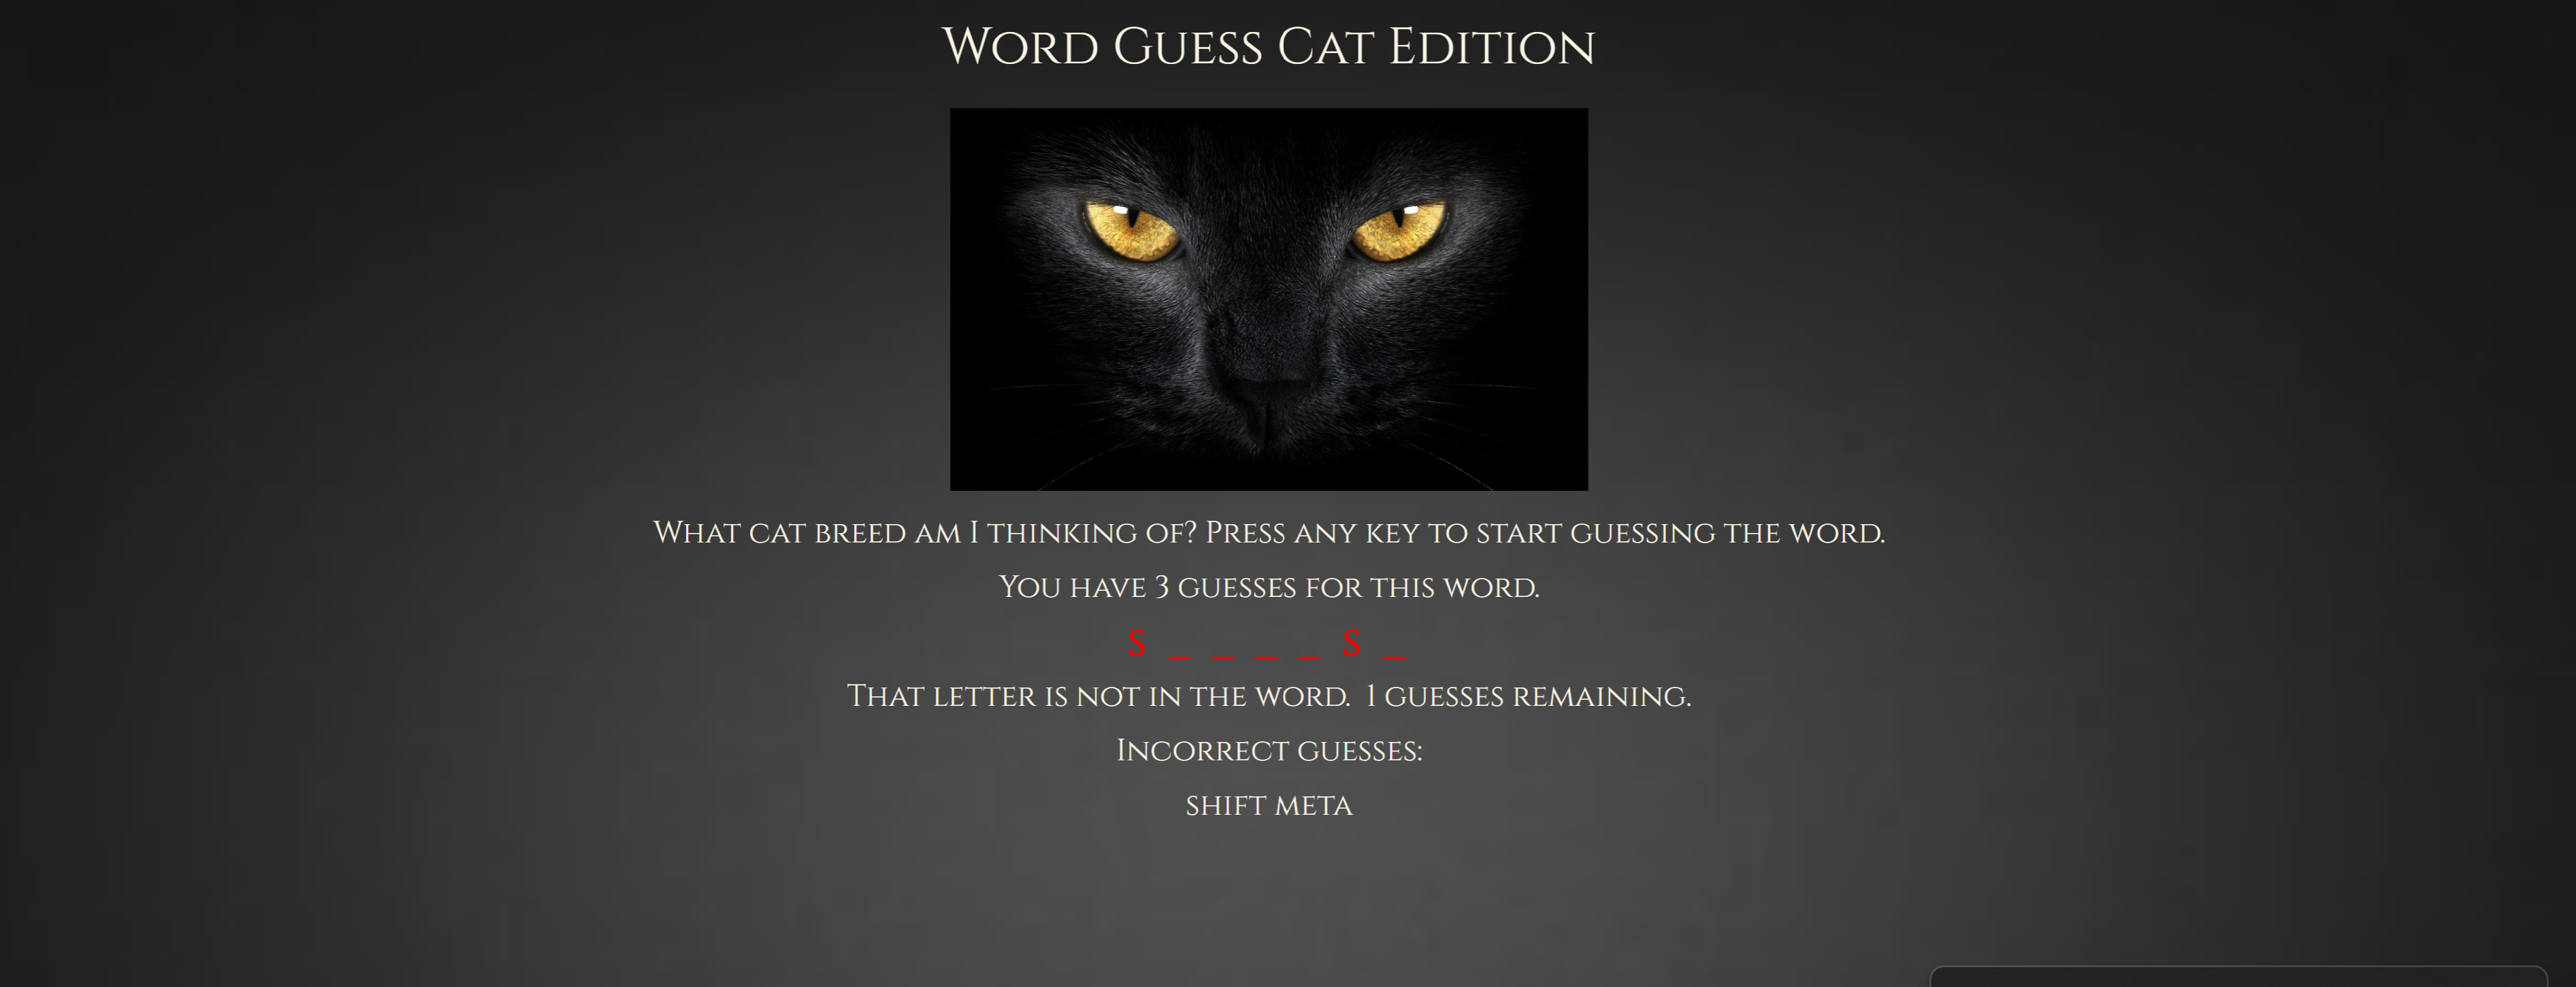 Word Guess Cat Edition
What cat breed am I thinking of? Press any key to start guessing the word.
You have 3 guesses for this word.
S _ _ _ _ S _
That letter is not in the word. 1 guesses remaining.
Incorrect guesses:
shift meta